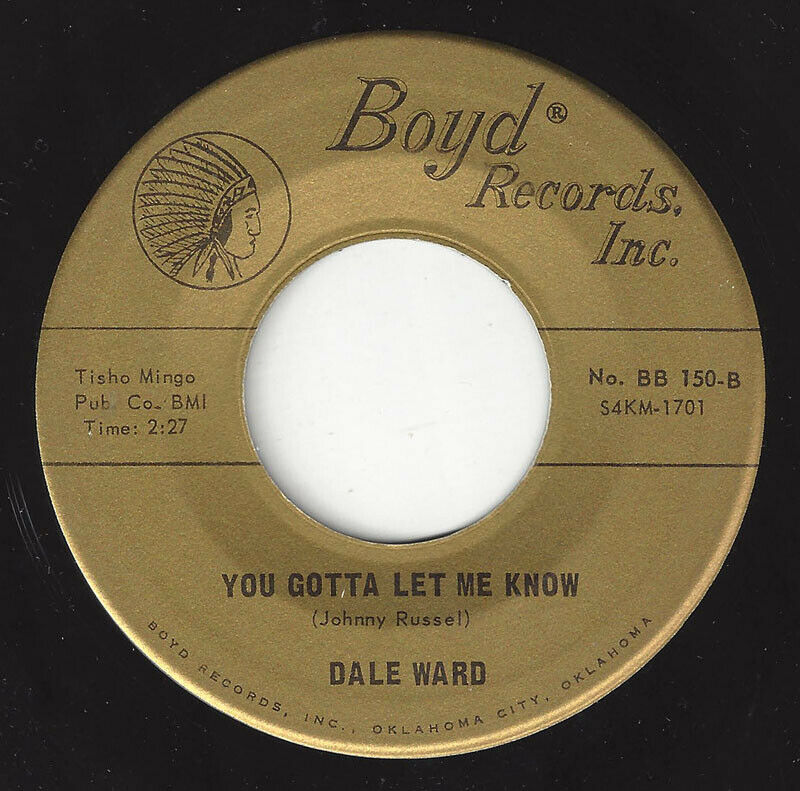 Boyd®
Records,
Inc.
Tisho Mingo
Pub. Co. BMI
Time: 2:27
No. BB 150-B
S4KM-1701
YOU GOTTA LET ME KNOW
(Johnny Russel)
DALE WARD
BOYD RECORDS, INC., OKLAHOMA CITY, OKLAHOMA